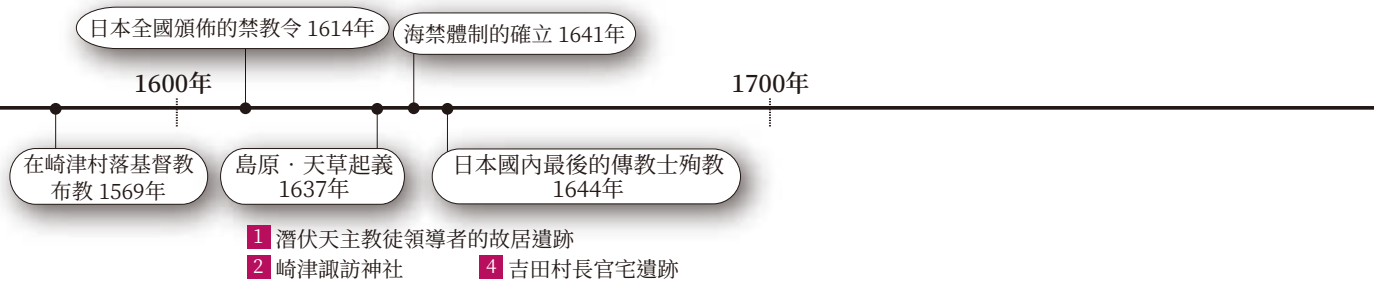 日本全國頒佈的禁教令 1614年
海禁體制的確立 1641年
1600年
1700年
在崎津村落基督教
布教 1569年
島原・天草起義
1637年
日本國內最後的傳教士殉教
1644年
1 潛伏天主教徒領導者的故居遺跡
2 崎津諏訪神社
4 吉田村長官宅遺跡